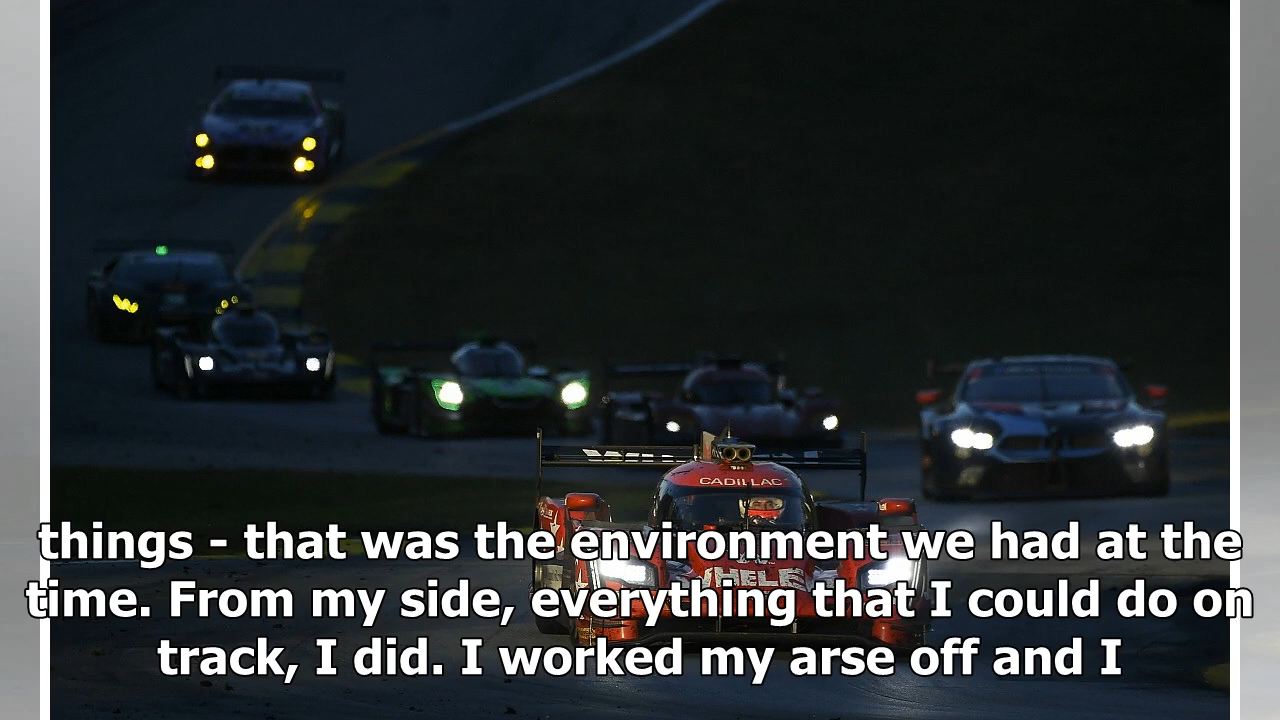 CADILLAC
things - that was the environment we had at the
time. From my side, everything that I could do on
track, I did. I worked my arse off and I